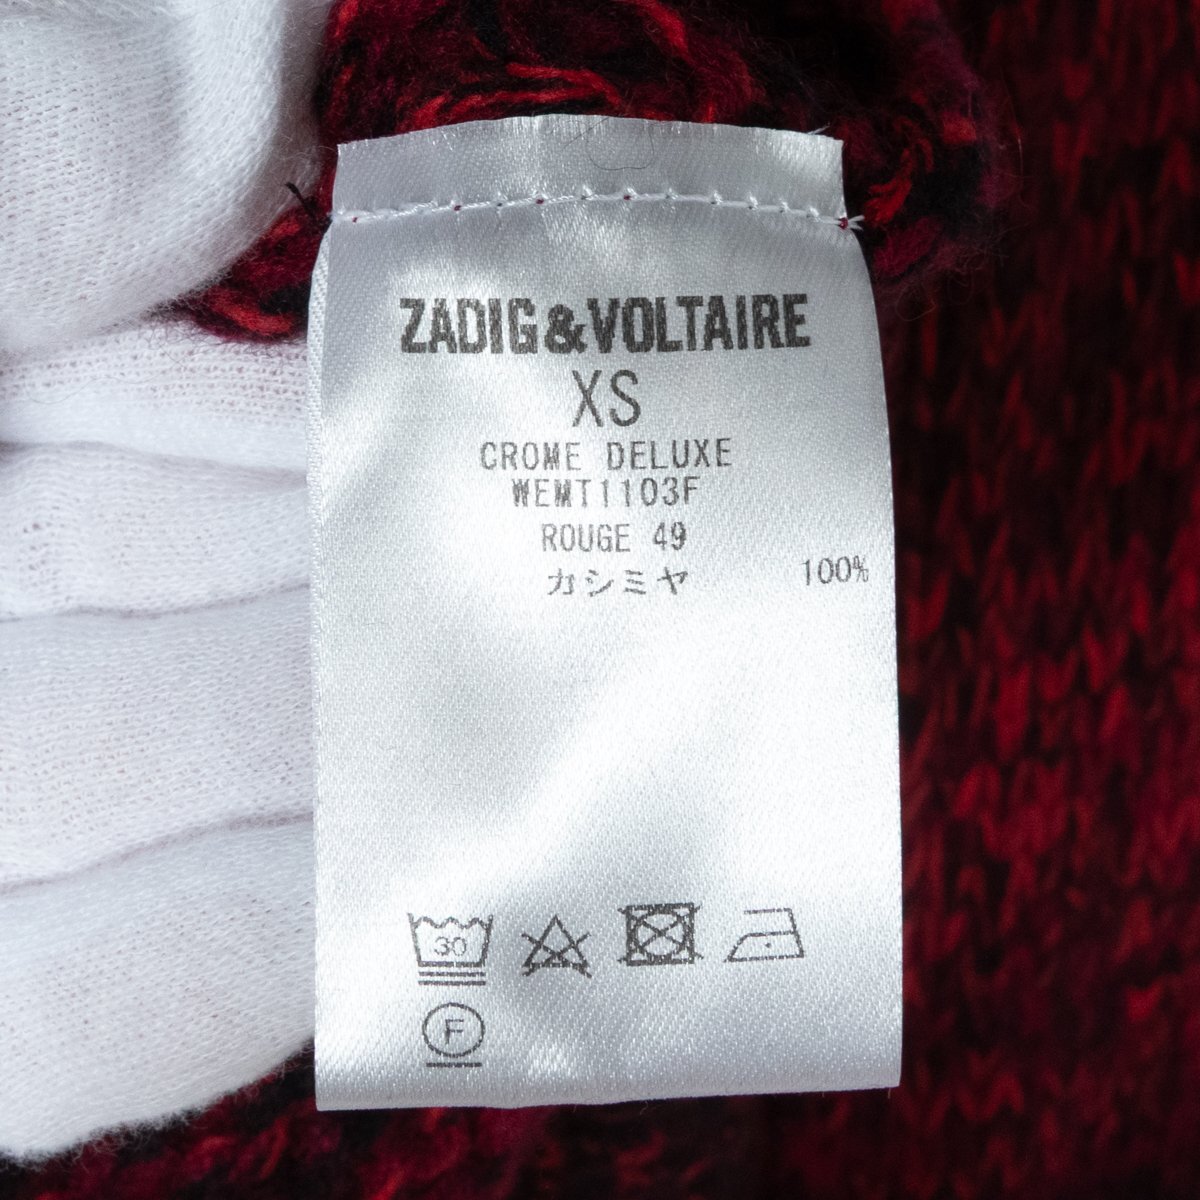 ZADIG&VOLTAIRE
XS
CROME DELUXE
WEMT1103F
ROUGE 49
カシミヤ 100%
30
F